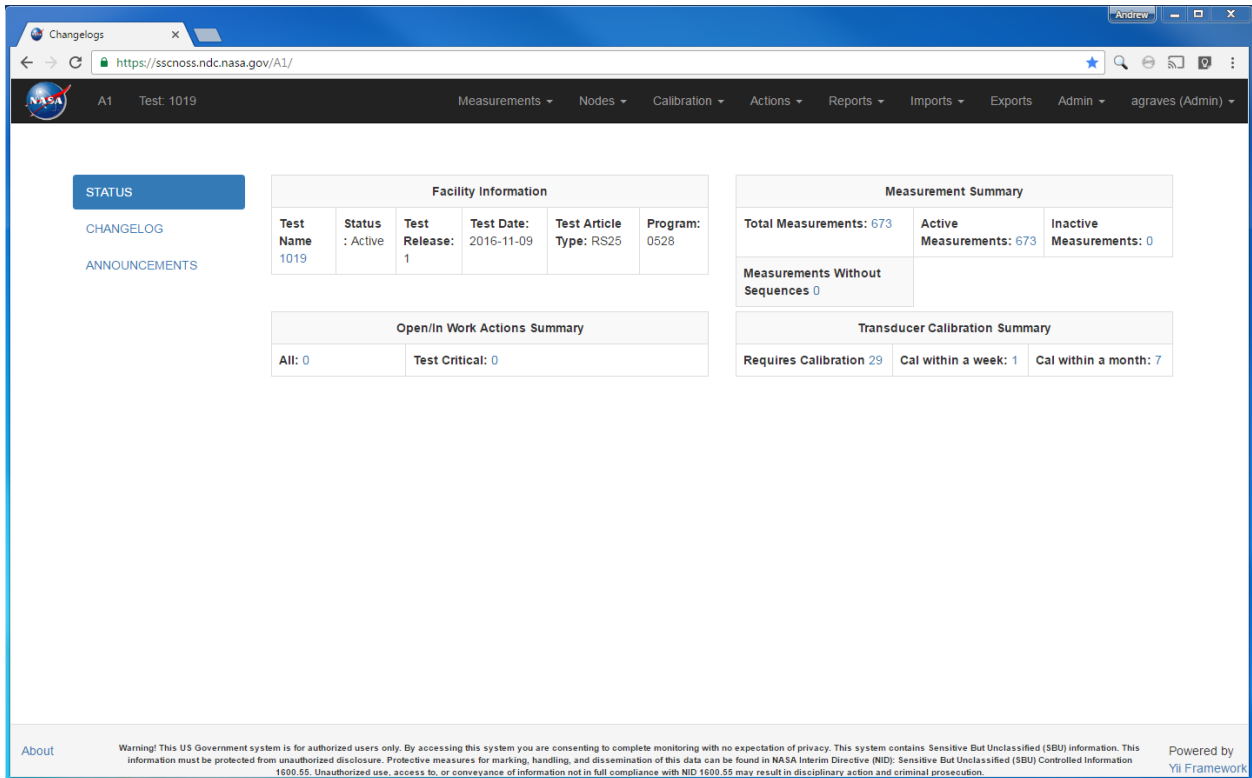 Andrew
Changelogs
https://sscnoss.ndc.nasa.gov/A1/
NASA A1 Test: 1019 Measurements Nodes Calibration Actions Reports Imports Exports Admin agraves (Admin)
STATUS
CHANGELOG
ANNOUNCEMENTS
Facility Information
Test Name 1019
Status : Active
Test Release: 1
Test Date: 2016-11-09
Test Article Type: RS25
Program: 0528
Measurement Summary
Total Measurements: 673
Active Measurements: 673
Inactive Measurements: 0
Measurements Without Sequences 0
Open/In Work Actions Summary
All: 0 Test Critical: 0
Transducer Calibration Summary
Requires Calibration 29 Cal within a week: 1 Cal within a month: 7
About
Warning! This US Government system is for authorized users only. By accessing this system you are consenting to complete monitoring with no expectation of privacy. This system contains Sensitive But Unclassified (SBU) information. This
information must be protected from unauthorized disclosure. Protective measures for marking, handling, and dissemination of this data can be found in NASA Interim Directive (NID): Sensitive But Unclassified (SBU) Controlled Information
1600.55. Unauthorized use, access to, or conveyance of information not in full compliance with NID 1600.55 may result in disciplinary action and criminal prosecution.
Powered by
Yii Framework